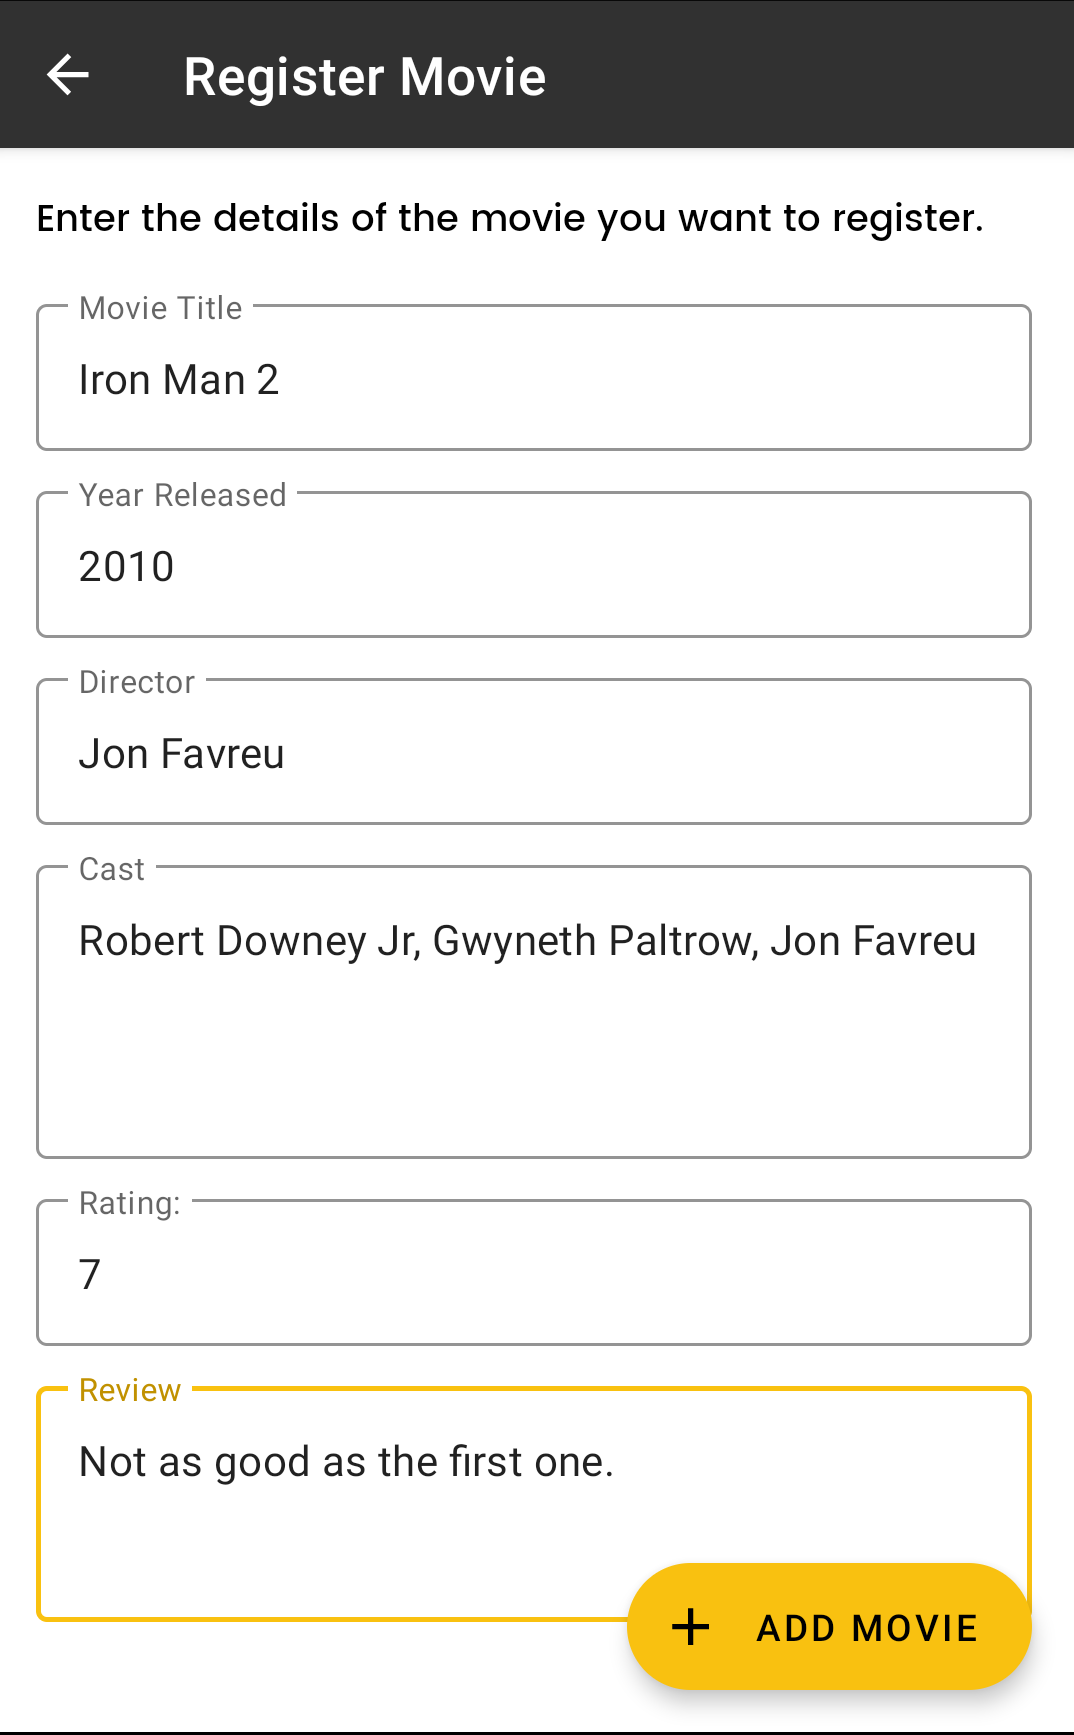 Register Movie
Enter the details of the movie you want to register.
Movie Title
Iron Man 2
Year Released
2010
Director
Jon Favreu
Cast
Robert Downey Jr, Gwyneth Paltrow, Jon Favreu
Rating:
7
Review
Not as good as the first one.
ADD MOVIE